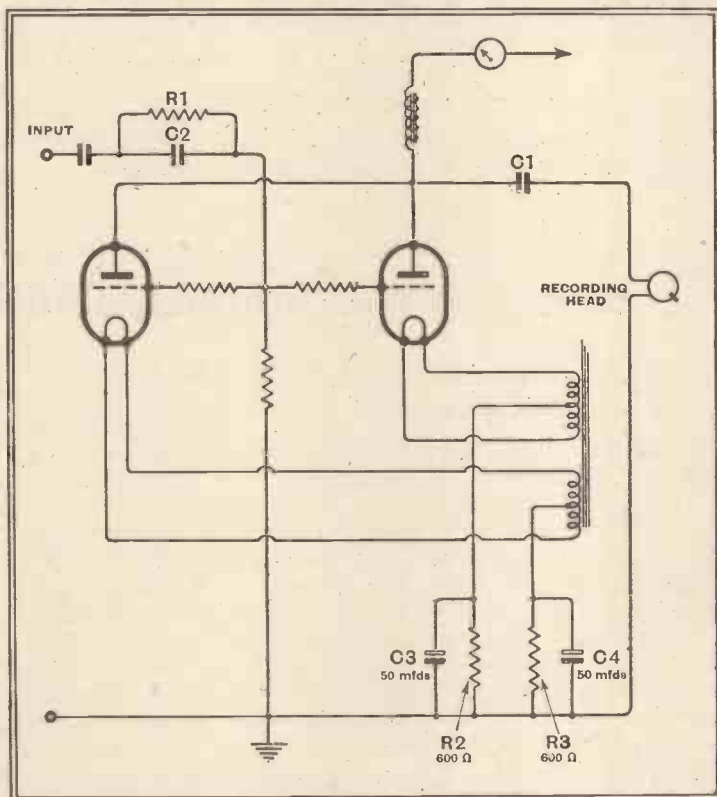 R1
INPUT
C2
C1
RECORDING
HEAD
C3
50 mfds
C4
50 mfds
R2
600 Ω
R3
600 Ω